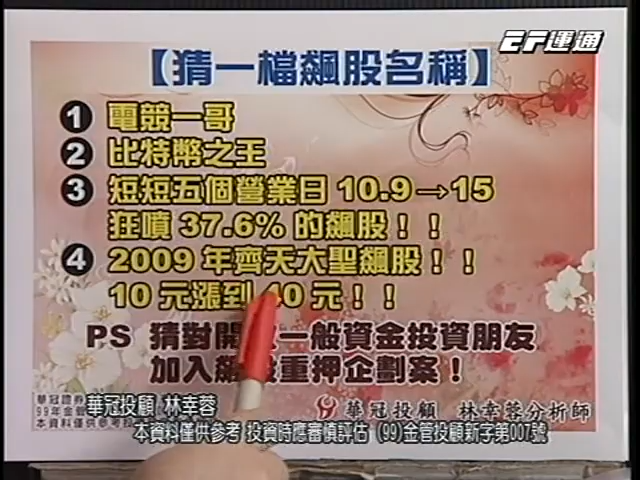 EF運通
【猜一檔飆股名稱】
1 電競一哥
2 比特幣之王
3 短短五個營業日 10.9→15
狂噴 37.6% 的飆股！！
4 2009 年齊天大聖飆股！！
10 元漲到 40 元！！
PS 猜對開 一般資金投資朋友
加入飆 重押企劃案！
華冠投顧 林幸蓉分析師
華冠投顧 林幸蓉
本資料僅供參考 投資時應審慎評估 (99)金管投顧新字第007號